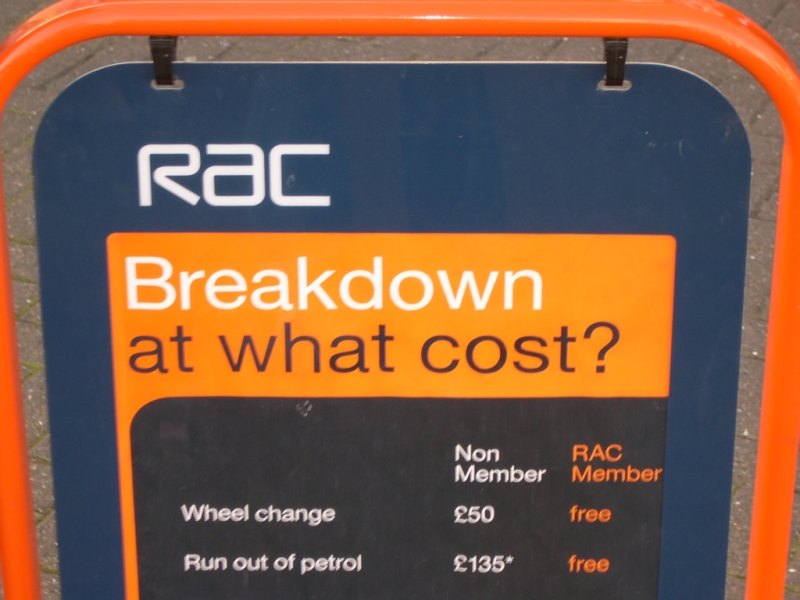 RAC
Breakdown
at what cost?
Non Member RAC Member
Wheel change £50 free
Run out of petrol £135* free